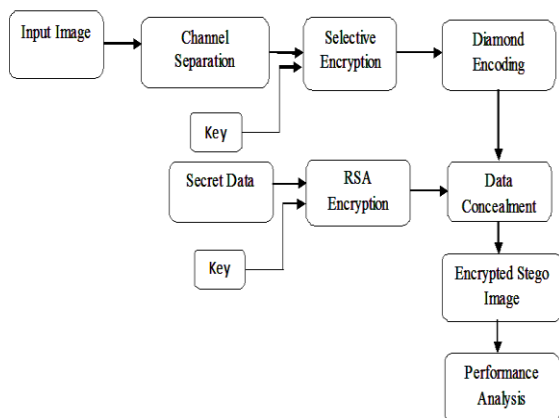 Input Image
Channel
Separation
Selective
Encryption
Diamond
Encoding
Key
Secret Data
RSA
Encryption
Data
Concealment
Key
Encrypted Stego
Image
Performance
Analysis